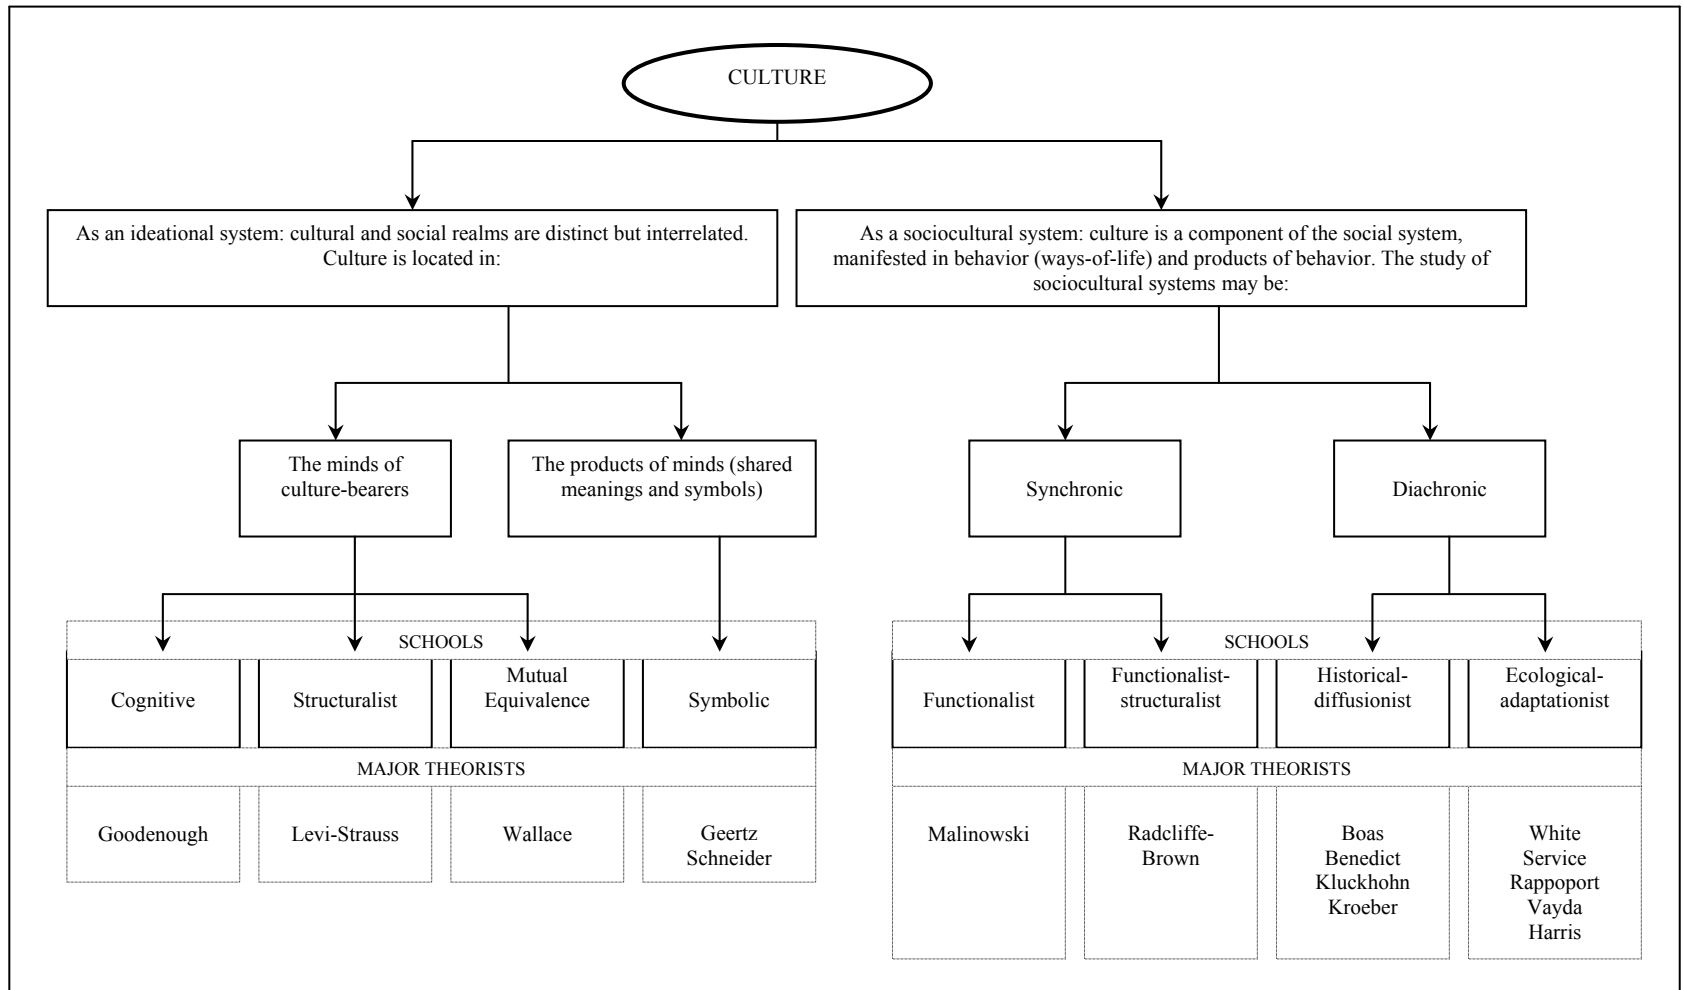 CULTURE
As an ideational system: cultural and social realms are distinct but interrelated.
Culture is located in:
As a sociocultural system: culture is a component of the social system,
manifested in behavior (ways-of-life) and products of behavior. The study of
sociocultural systems may be:
The minds of
culture-bearers
The products of minds (shared
meanings and symbols)
Synchronic
Diachronic
SCHOOLS
Cognitive
Structuralist
Mutual
Equivalence
Symbolic
MAJOR THEORISTS
Goodenough
Levi-Strauss
Wallace
Geertz
Schneider
SCHOOLS
Functionalist
Functionalist-
structuralist
Historical-
diffusionist
Ecological-
adaptationist
MAJOR THEORISTS
Malinowski
Radcliffe-
Brown
Boas
Benedict
Kluckhohn
Kroeber
White
Service
Rappoport
Vayda
Harris